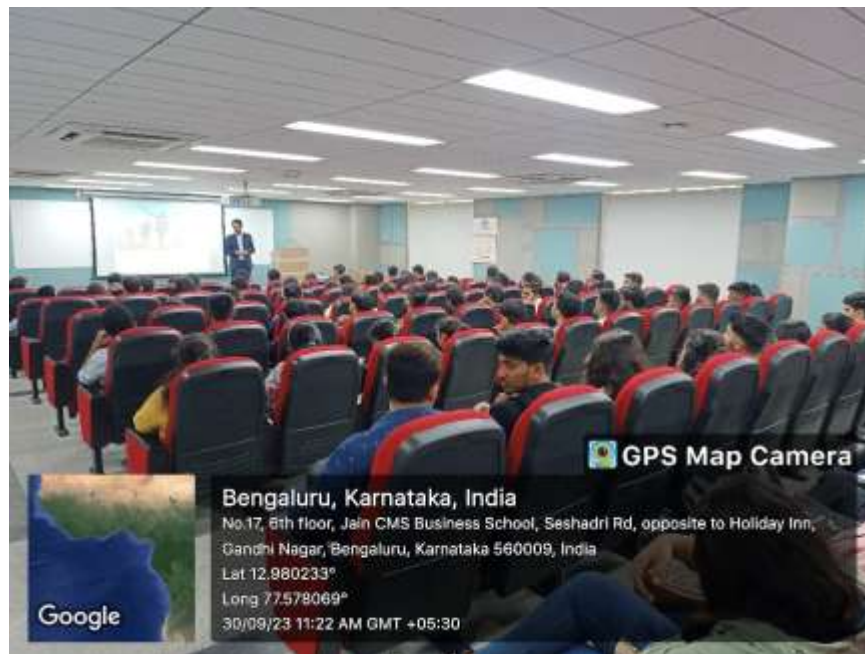 GPS Map Camera
Bengaluru, Karnataka, India
No.17, 6th floor, Jain CMS Business School, Seshadri Rd, opposite to Holiday Inn,
Gandhi Nagar, Bengaluru, Karnataka 560009, India
Lat 12.980233°
Long 77.578069°
30/09/23 11:22 AM GMT +05:30
Google